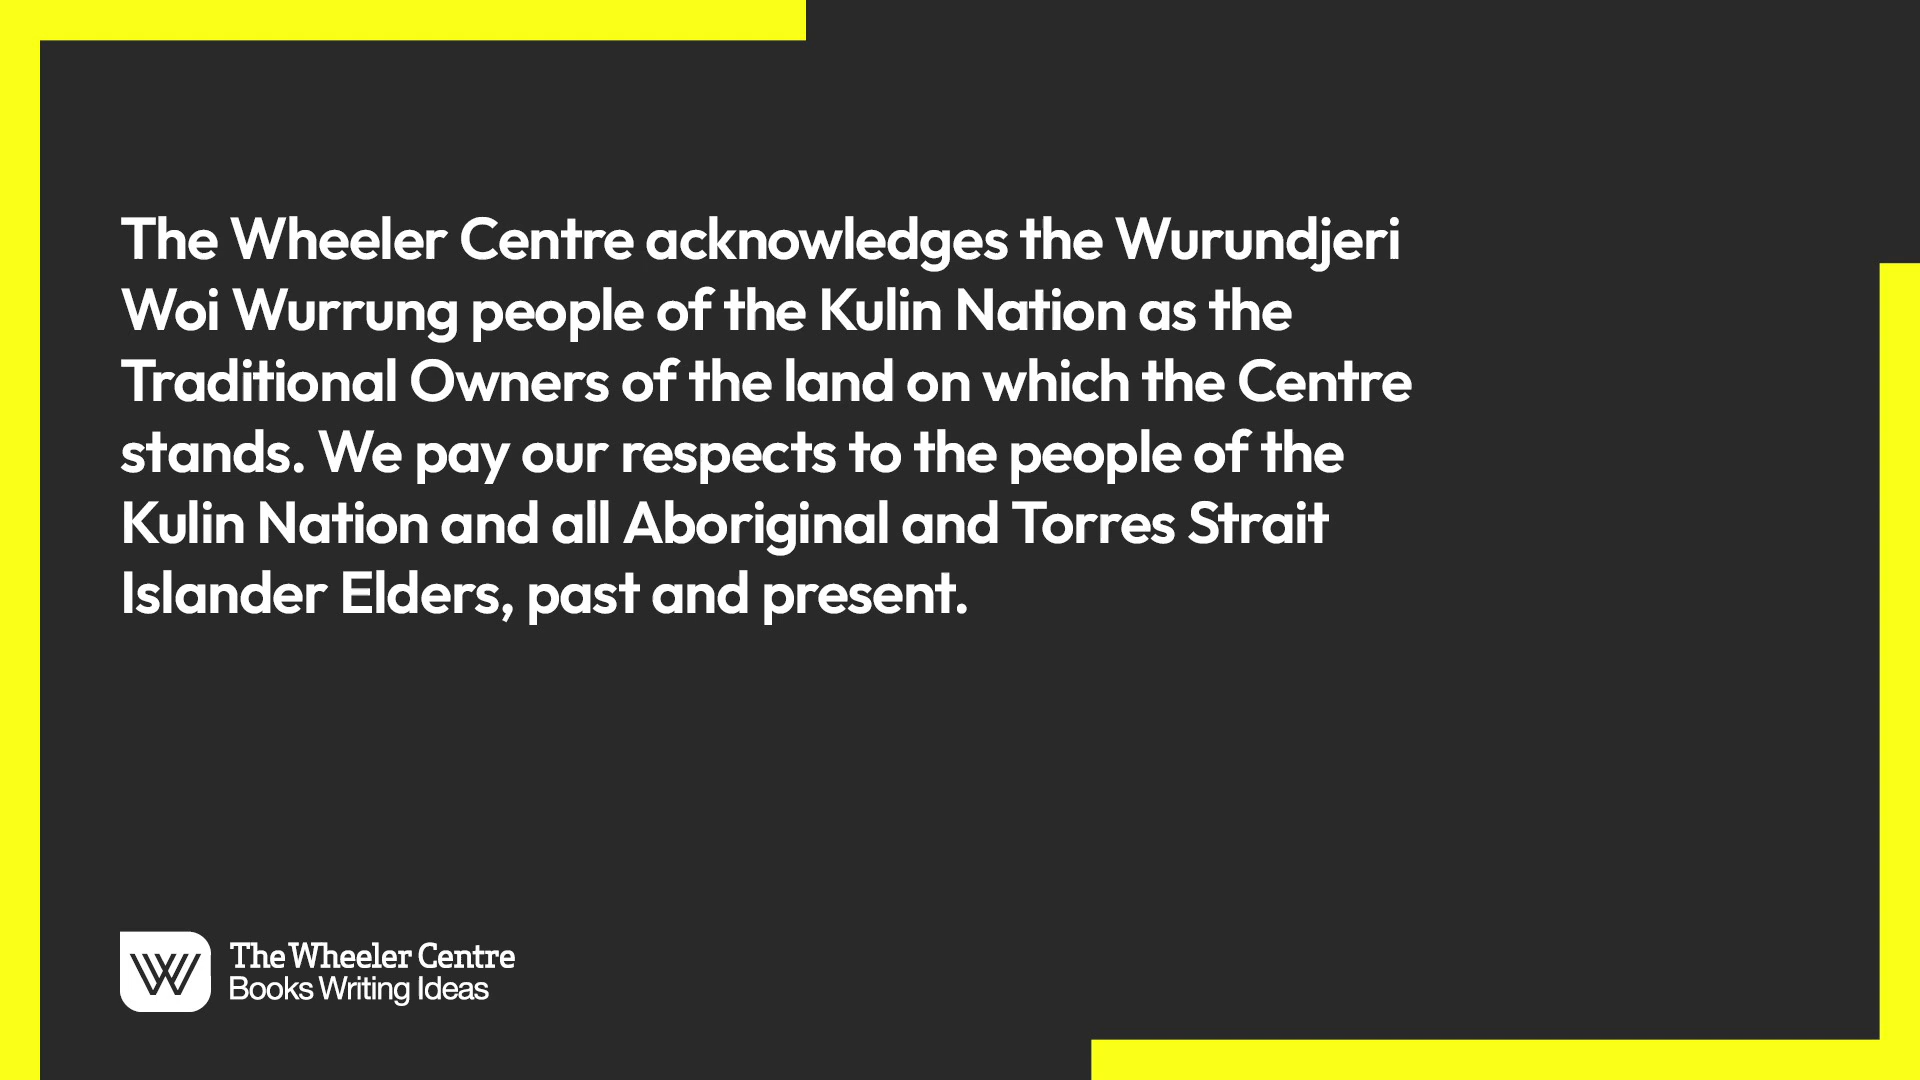 The Wheeler Centre acknowledges the Wurundjeri
Woi Wurrung people of the Kulin Nation as the
Traditional Owners of the land on which the Centre
stands. We pay our respects to the people of the
Kulin Nation and all Aboriginal and Torres Strait
Islander Elders, past and present.
W
The Wheeler Centre
Books Writing Ideas